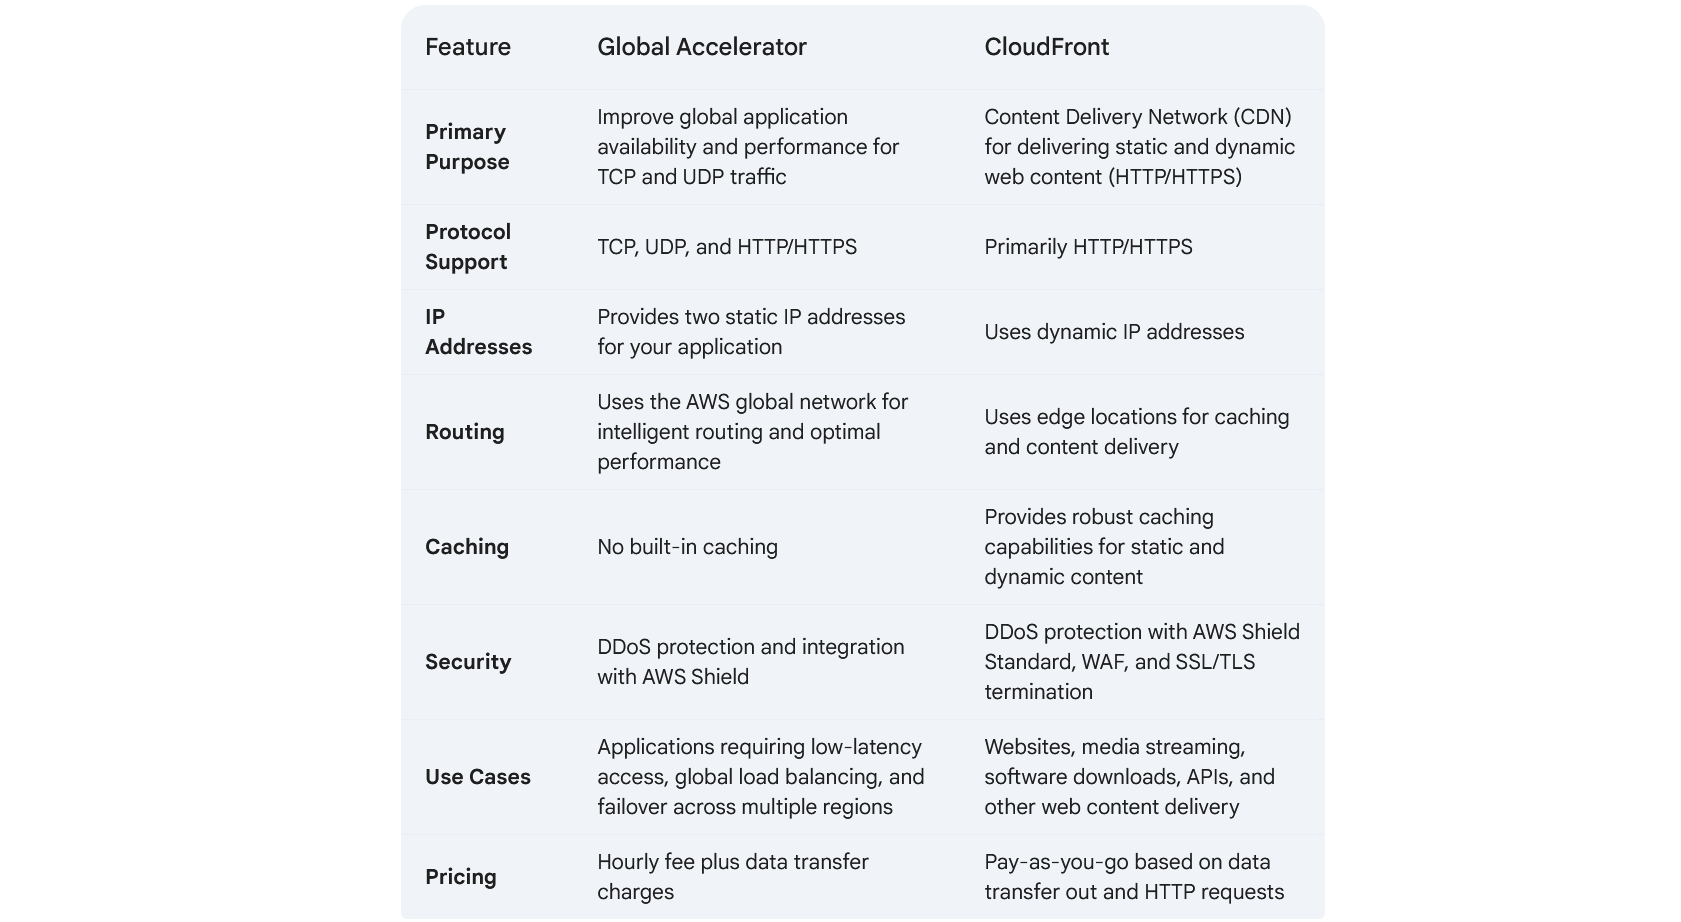 Feature
Global Accelerator
CloudFront
Primary
Purpose
Improve global application
availability and performance for
TCP and UDP traffic
Content Delivery Network (CDN)
for delivering static and dynamic
web content (HTTP/HTTPS)
Protocol
Support
TCP, UDP, and HTTP/HTTPS
Primarily HTTP/HTTPS
IP
Addresses
Provides two static IP addresses
for your application
Uses dynamic IP addresses
Routing
Uses the AWS global network for
intelligent routing and optimal
performance
Uses edge locations for caching
and content delivery
Caching
No built-in caching
Provides robust caching
capabilities for static and
dynamic content
Security
DDoS protection and integration
with AWS Shield
DDoS protection with AWS Shield
Standard, WAF, and SSL/TLS
termination
Use Cases
Applications requiring low-latency
access, global load balancing, and
failover across multiple regions
Websites, media streaming,
software downloads, APIs, and
other web content delivery
Pricing
Hourly fee plus data transfer
charges
Pay-as-you-go based on data
transfer out and HTTP requests